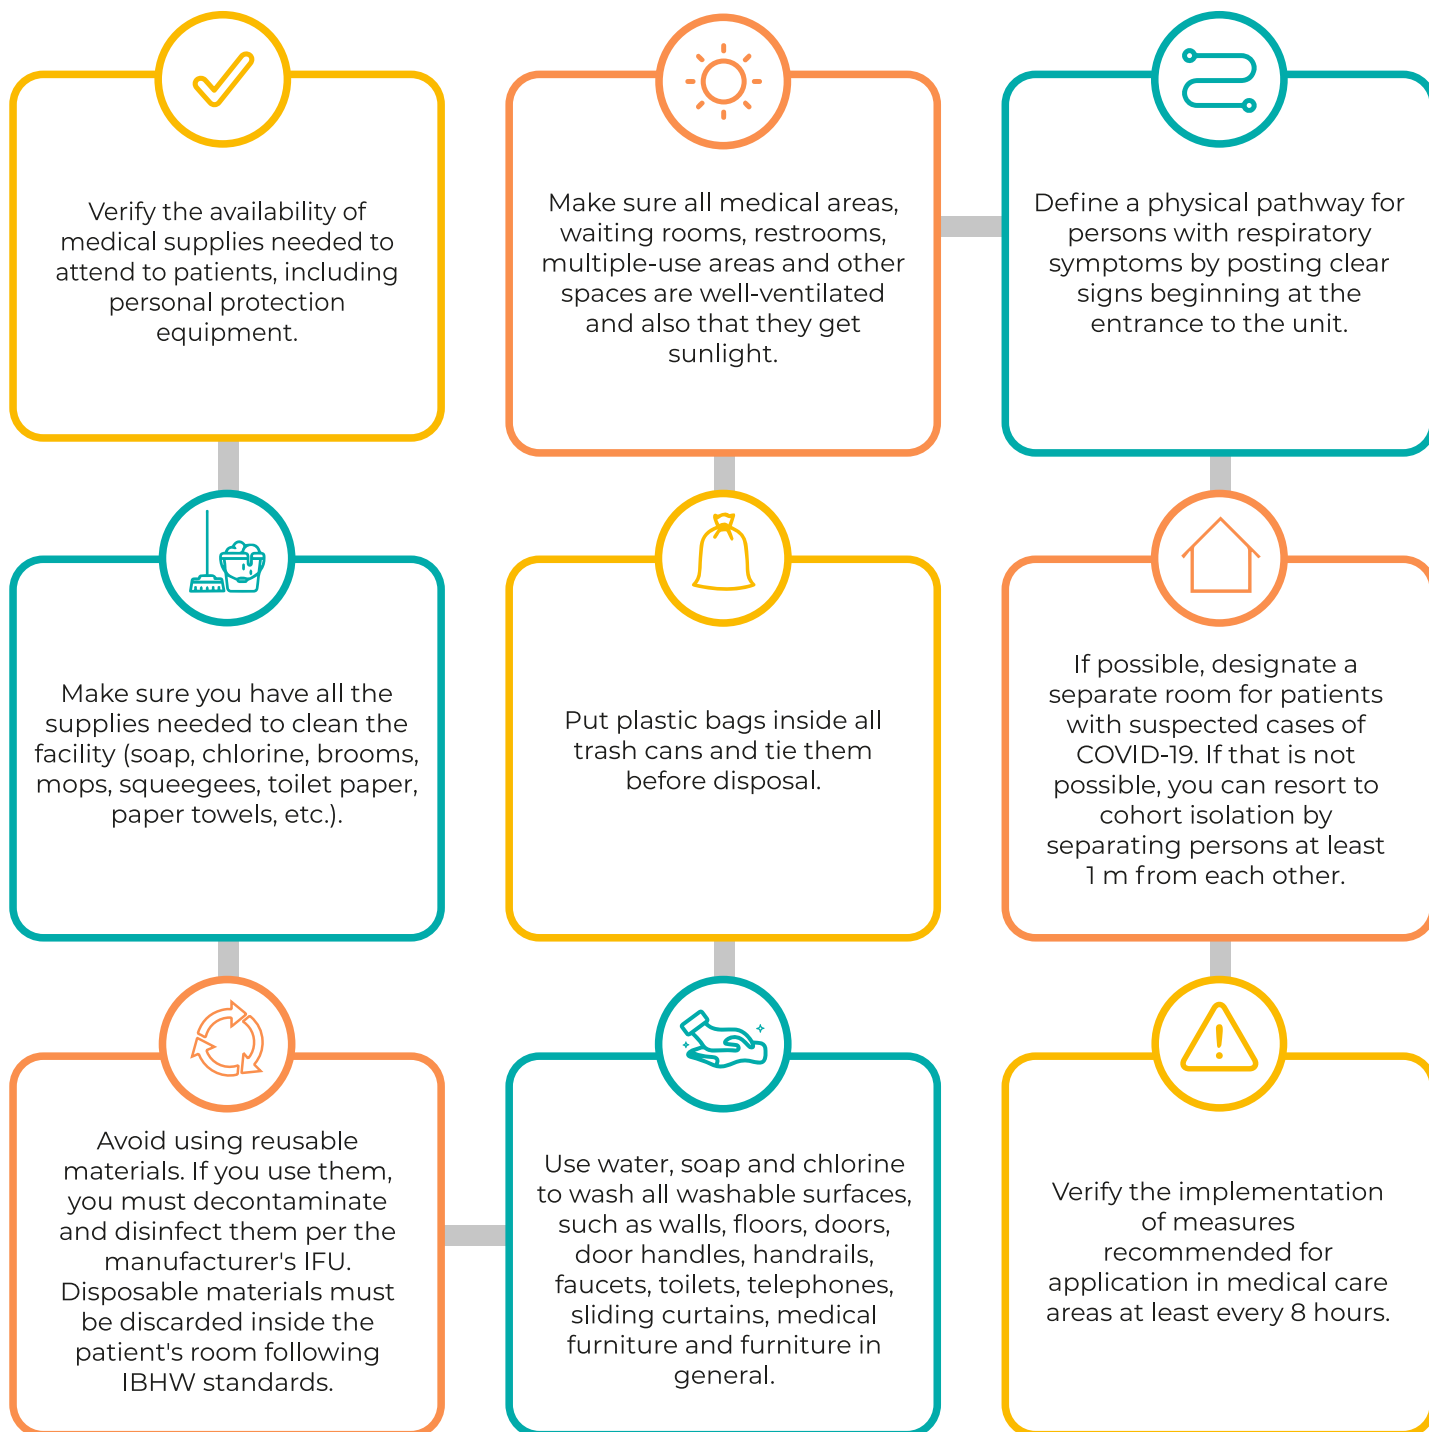 Verify the availability of
medical supplies needed to
attend to patients, including
personal protection
equipment.
Make sure you have all the
supplies needed to clean the
facility (soap, chlorine, brooms,
mops, squeegees, toilet paper,
paper towels, etc.).
Avoid using reusable
materials. If you use them,
you must decontaminate
and disinfect them per the
manufacturer's IFU.
Disposable materials must
be discarded inside the
patient's room following
IBHW standards.
Use water, soap and chlorine
to wash all washable surfaces,
such as walls, floors, doors,
door handles, handrails,
faucets, toilets, telephones,
sliding curtains, medical
furniture and furniture in
general.
Put plastic bags inside all
trash cans and tie them
before disposal.
Make sure all medical areas,
waiting rooms, restrooms,
multiple-use areas and other
spaces are well-ventilated
and also that they get
sunlight.
Define a physical pathway for
persons with respiratory
symptoms by posting clear
signs beginning at the
entrance to the unit.
If possible, designate a
separate room for patients
with suspected cases of
COVID-19. If that is not
possible, you can resort to
cohort isolation by
separating persons at least
1 m from each other.
Verify the implementation
of measures
recommended for
application in medical care
areas at least every 8 hours.